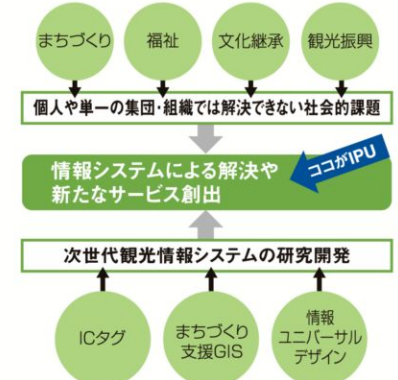 まちづくり
福祉
文化継承
観光振興
個人や単一の集団・組織では解決できない社会的課題
情報システムによる解決や
新たなサービス創出
ココがIPU
次世代観光情報システムの研究開発
ICタグ
まちづくり
支援GIS
情報
ユニバーサル
デザイン